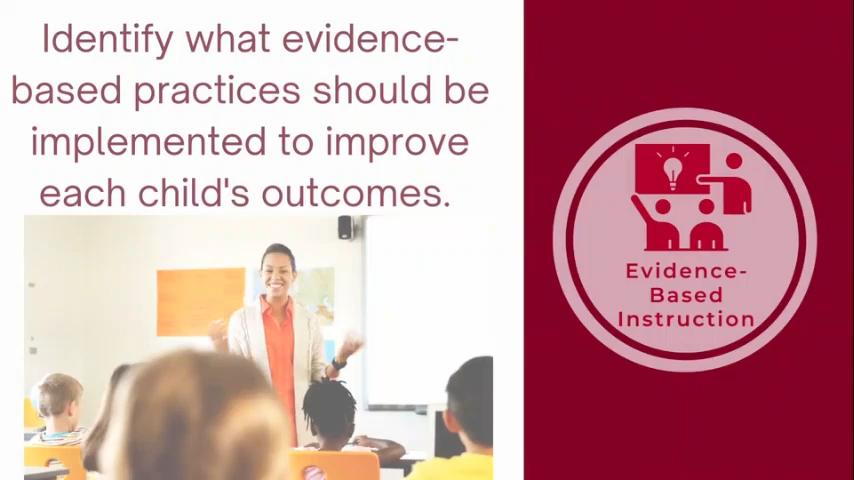 Identify what evidence-
based practices should be
implemented to improve
each child's outcomes.
Evidence-
Based
Instruction